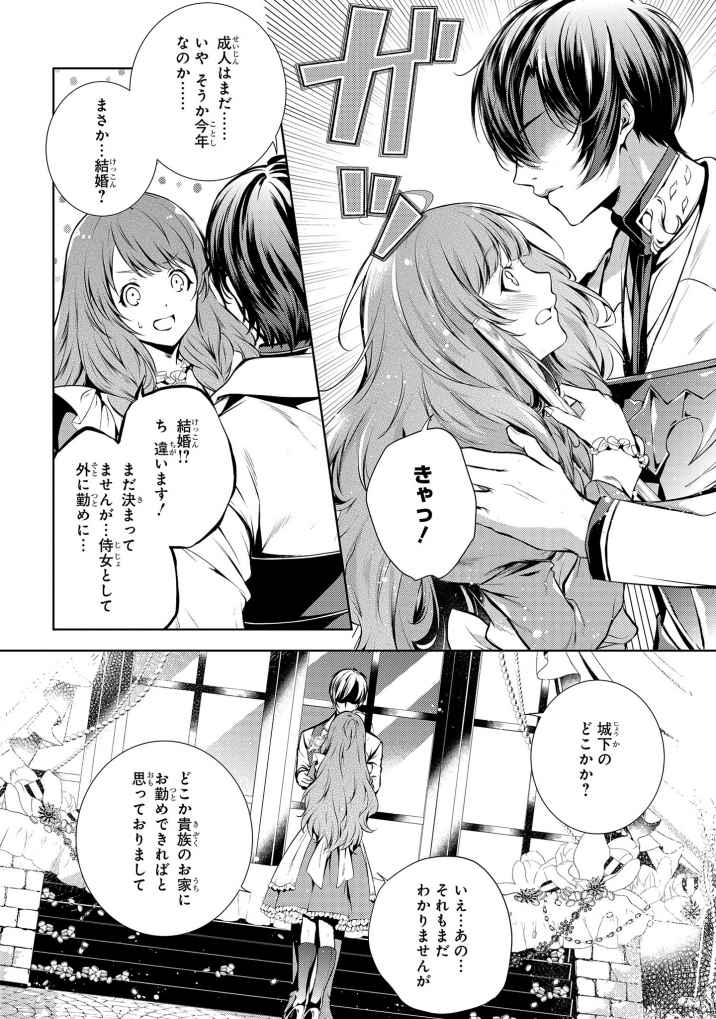 ガガッ
きゃっ！
成人はまだ……
いや そうか今年
なのか……
まさか…結婚？
結婚!?
ち 違います！
まだ決まって
ませんが…侍女として
外に勤めに…
城下の
どこかか？
いえ…あの…
それもまだ
わかりませんが
どこか貴族のお家に
お勤めできればと
思っておりまして